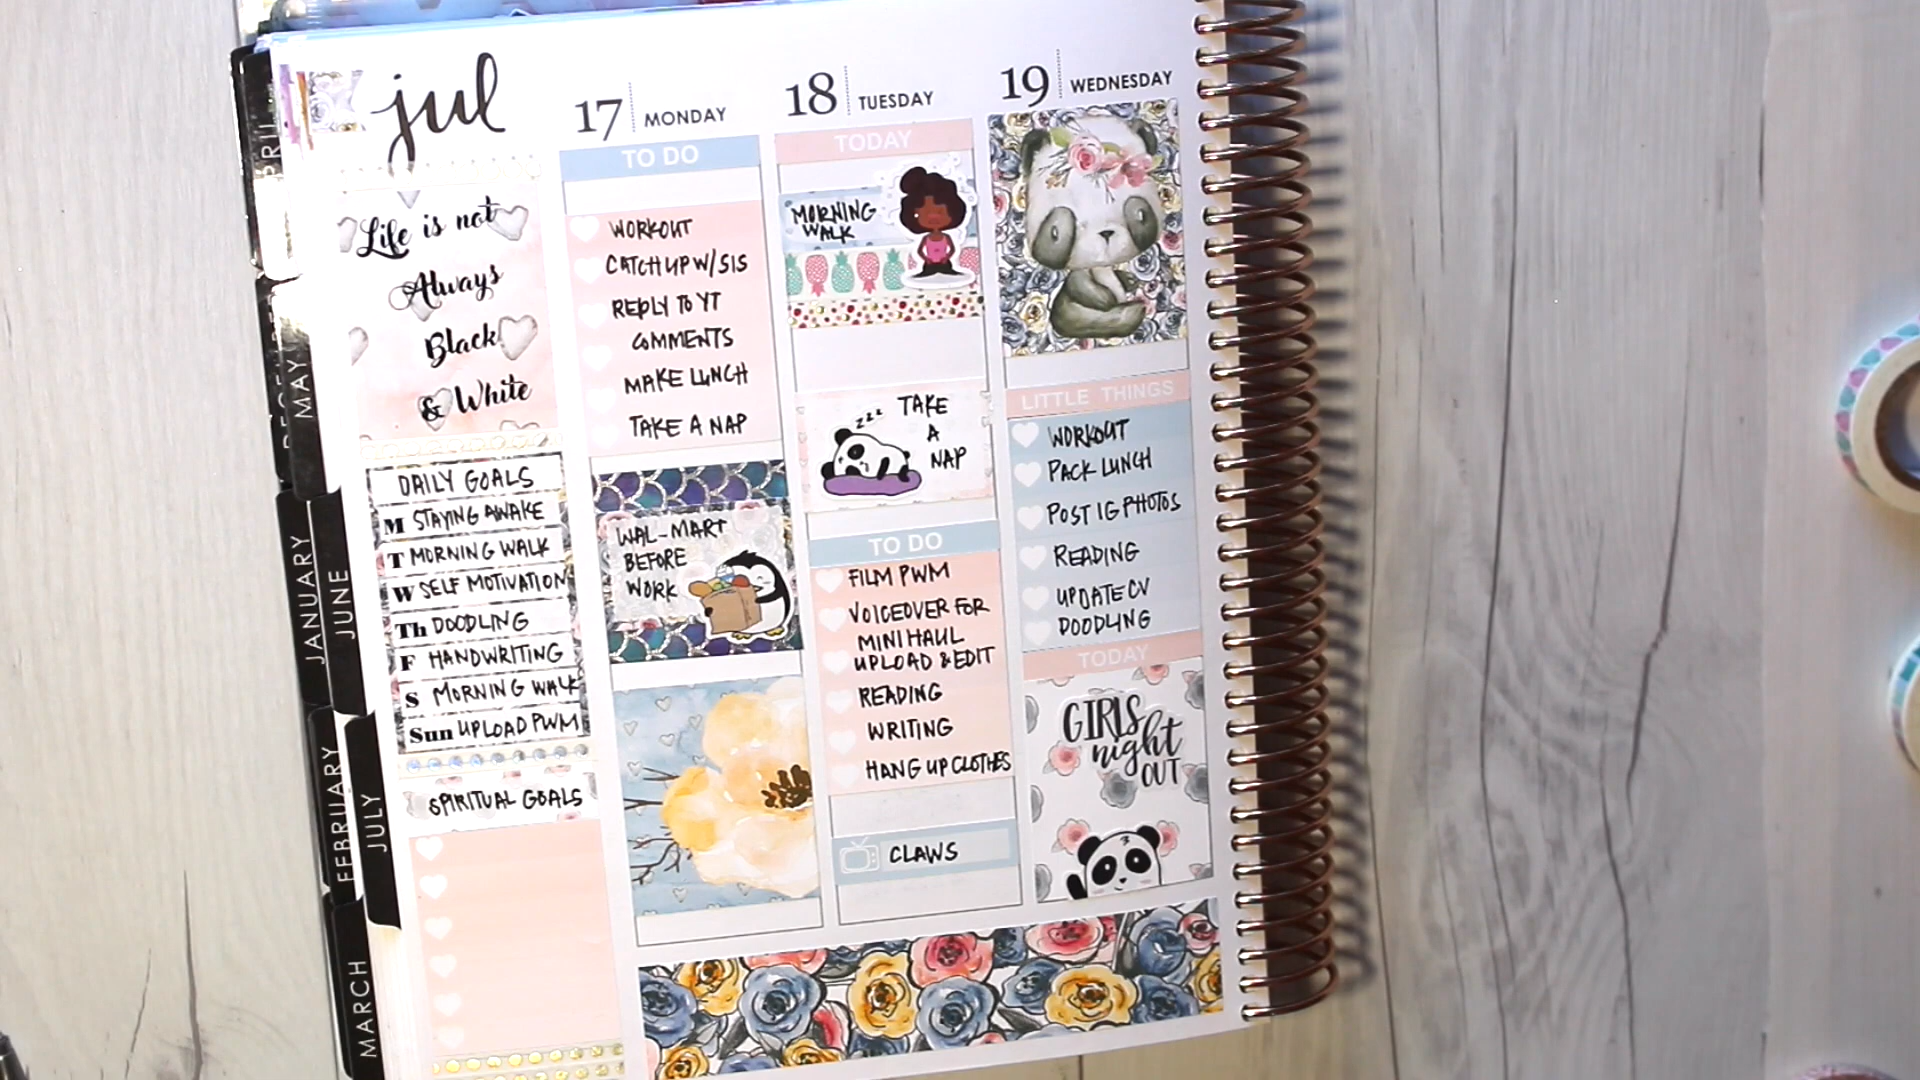 jul
Life is not
Always
Black
& White
DAILY GOALS
M STAYING AWAKE
T MORNING WALK
W SELF MOTIVATION
Th DOODLING
F HANDWRITING
S MORNING WALK
Sun UPLOAD PWM
SPIRITUAL GOALS
17 MONDAY
TO DO
WORKOUT
CATCH UP W/ SIS
REPLY TO YT
COMMENTS
MAKE LUNCH
TAKE A NAP
WAL-MART
BEFORE
WORK
18 TUESDAY
TODAY
MORNING
WALK
zzz
TAKE
A
NAP
TO DO
FILM PWM
VOICEOVER FOR
MINI HAUL
UPLOAD & EDIT
READING
WRITING
HANG UP CLOTHES
CLAWS
19 WEDNESDAY
LITTLE THINGS
WORKOUT
PACK LUNCH
POST IG PHOTOS
READING
UPDATE CV
DOODLING
TODAY
GIRLS
night
OUT
MAY
JANUARY
JUNE
FEBRUARY
JULY
MARCH